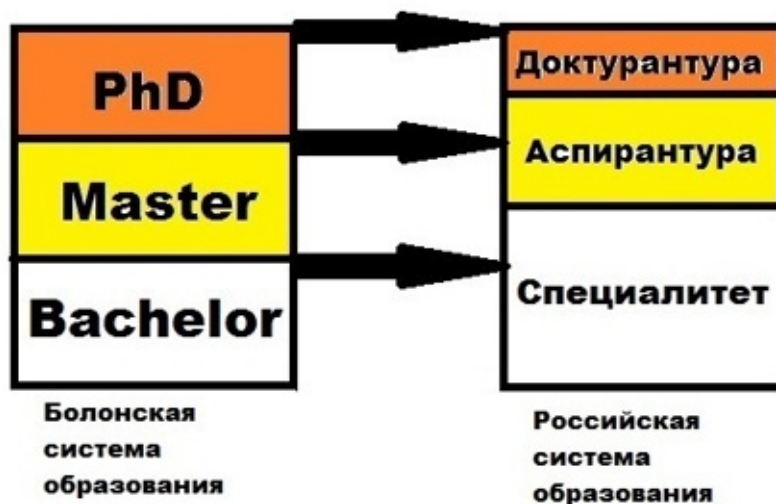 PhD
Master
Bachelor
Болонская
система
образования
Доктурантура
Аспирантура
Специалитет
Российская
система
образования